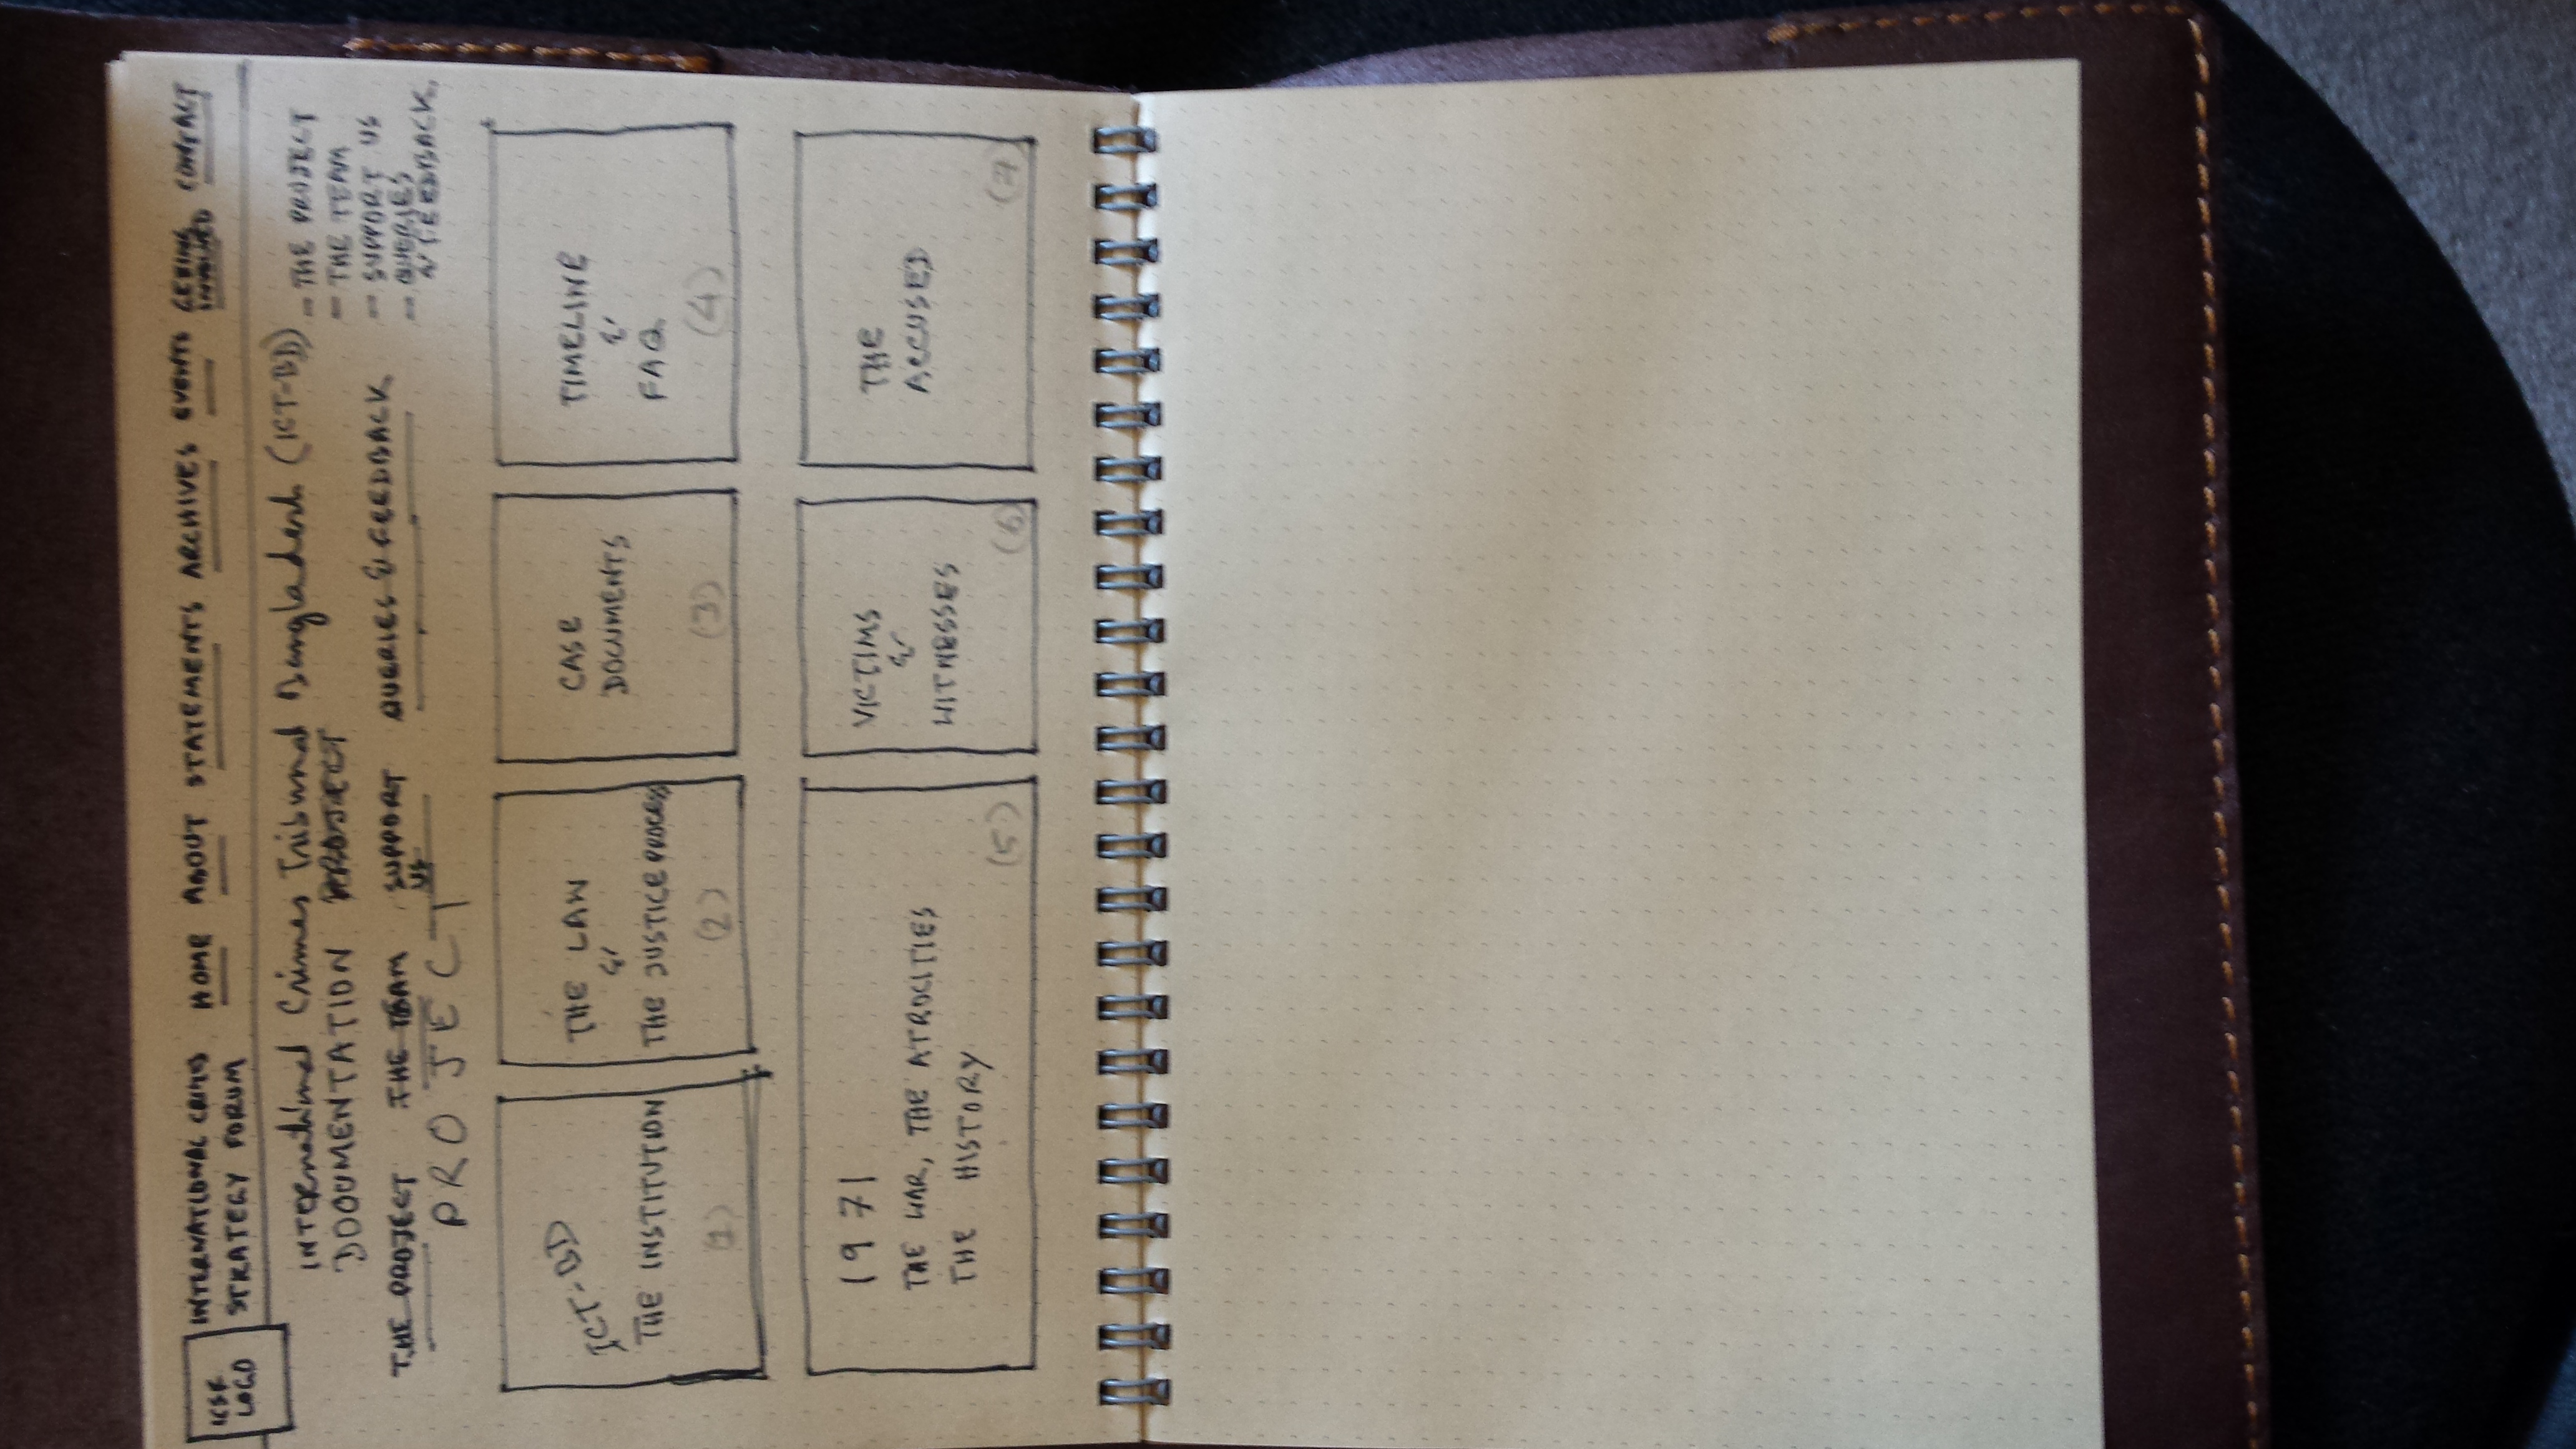 ICSF
LOGO
INTERNATIONAL CRIMES
STRATEGY FORUM
HOME ABOUT STATEMENTS ARCHIVES EVENTS GETTING INVOLVED CONTACT
International Crimes Tribunal Bangladesh (ICT-BD)
DOCUMENTATION PROJECT
- THE PROJECT
- THE TEAM
- SUPPORT US
- QUERIES
& FEEDBACK
THE PROJECT THE TEAM SUPPORT US QUERIES & FEEDBACK
PROJECT
ICT-BD
THE INSTITUTION
(1)
THE LAW
&
THE JUSTICE PROCESS
(2)
CASE
DOCUMENTS
(3)
TIMELINE
&
FAQ
(4)
1971
THE WAR, THE ATROCITIES
THE HISTORY
(5)
VICTIMS
&
WITNESSES
(6)
THE
ACCUSED
(7)